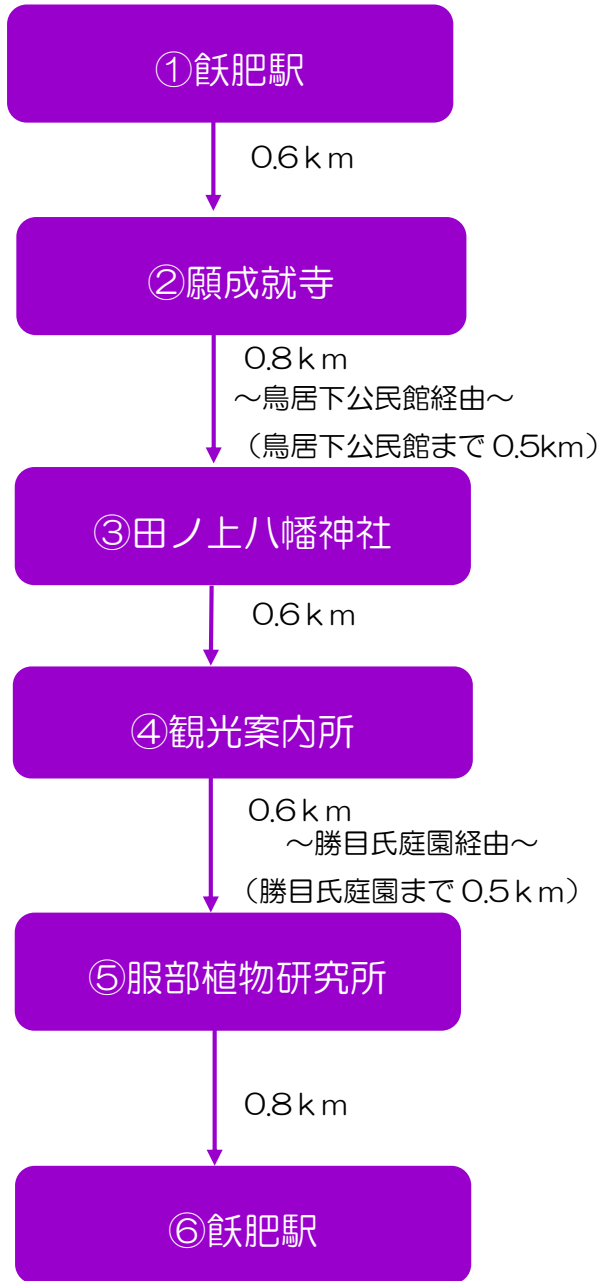 ①飫肥駅
0.6km
②願成就寺
0.8km
～鳥居下公民館経由～
（鳥居下公民館まで0.5km）
③田ノ上八幡神社
0.6km
④観光案内所
0.6km
～勝目氏庭園経由～
（勝目氏庭園まで0.5km）
⑤服部植物研究所
0.8km
⑥飫肥駅